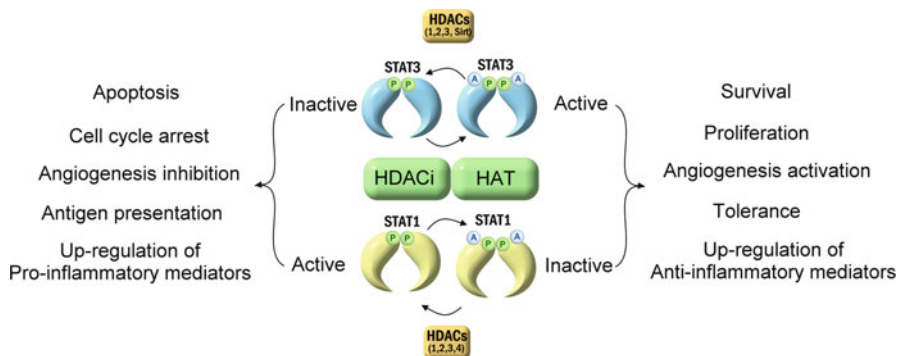 HDACs
(1,2,3, Sirt)
STAT3
STAT3
P P
A P P A
Apoptosis
Cell cycle arrest
Angiogenesis inhibition
Antigen presentation
Up-regulation of
Pro-inflammatory mediators
Inactive
Active
Survival
Proliferation
Angiogenesis activation
Tolerance
Up-regulation of
Anti-inflammatory mediators
HDACi
HAT
STAT1
STAT1
P P
A P P A
Active
Inactive
HDACs
(1,2,3,4)